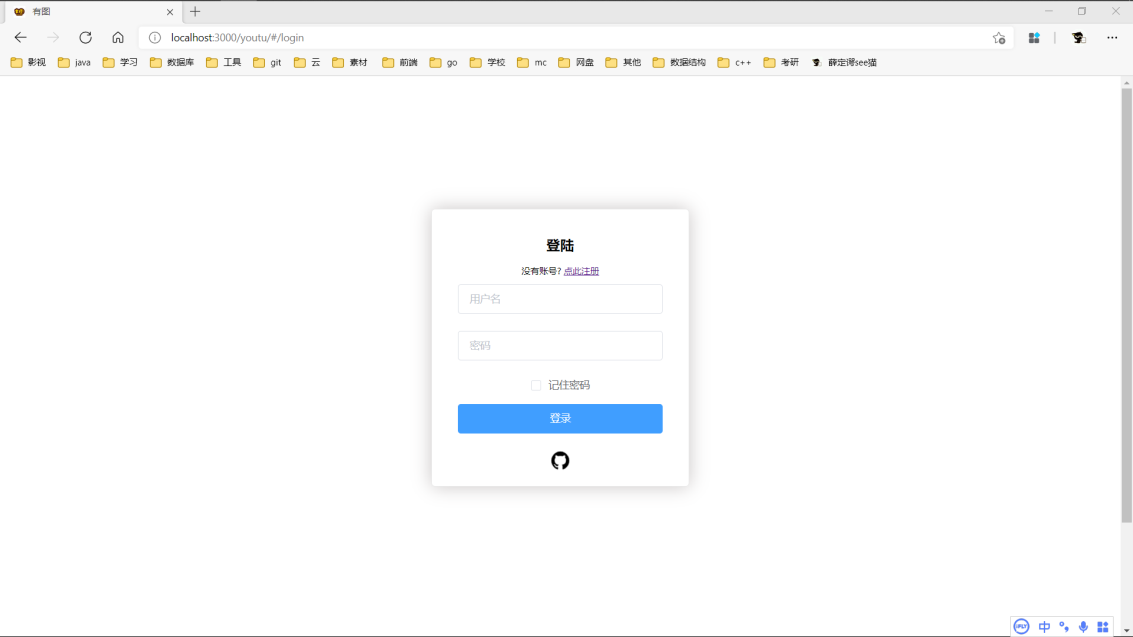 有图
localhost:3000/youtu/#/login
影视 java 学习 数据库 工具 git 云 素材 前端 go 学校 mc 网盘 其他 数据结构 c++ 考研 薛定谔see猫
登陆
没有账号? 点此注册
用户名
密码
记住密码
登录
iFLY 中